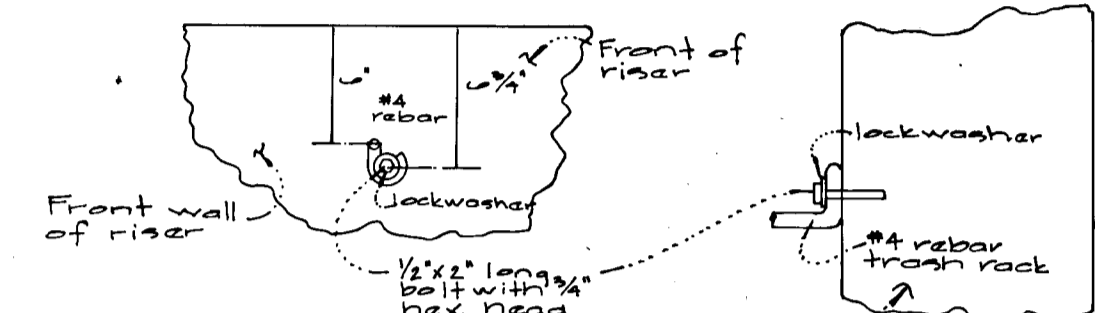 6"
#4
rebar
6 3/4"
Front of
riser
lockwasher
Front wall
of riser
lockwasher
1/2" x 2" long
bolt with 3/4"
hex head
#4 rebar
trash rack